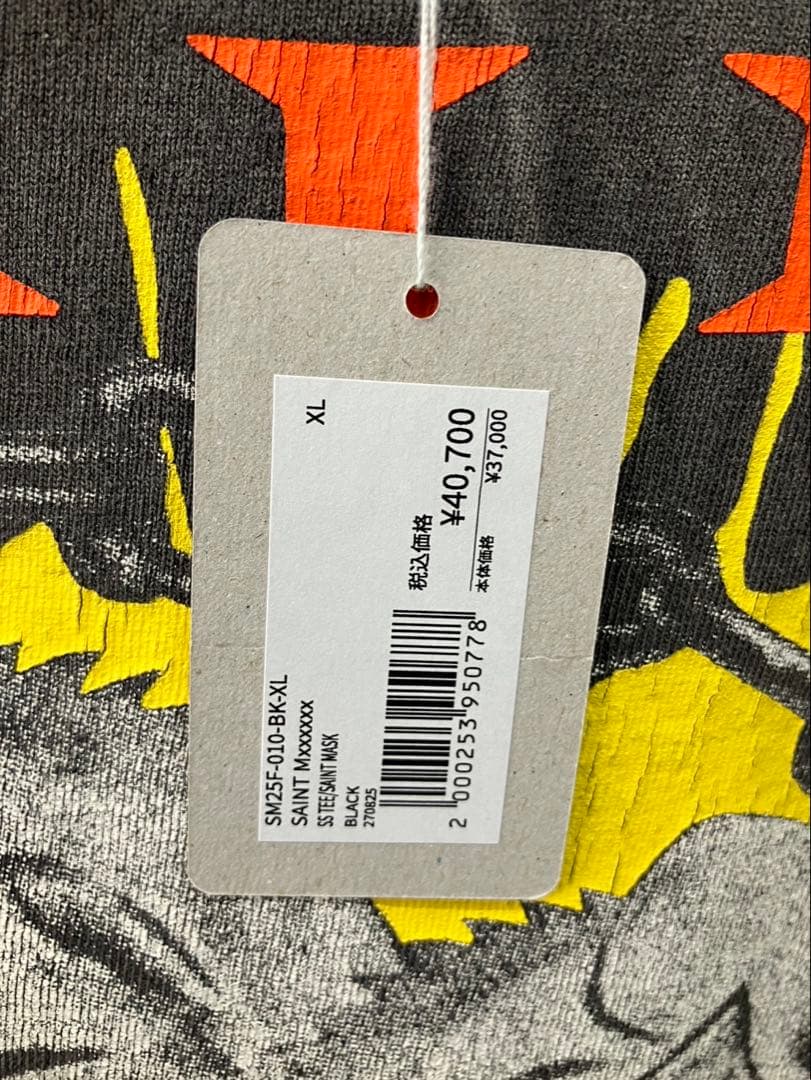 SM25F-010-BK-XL
SAINT Mxxxxxx
XL
SS TEE/SAINT MASK
BLACK
270825
税込価格
¥40,700
本体価格
¥37,000
2 000253 950778